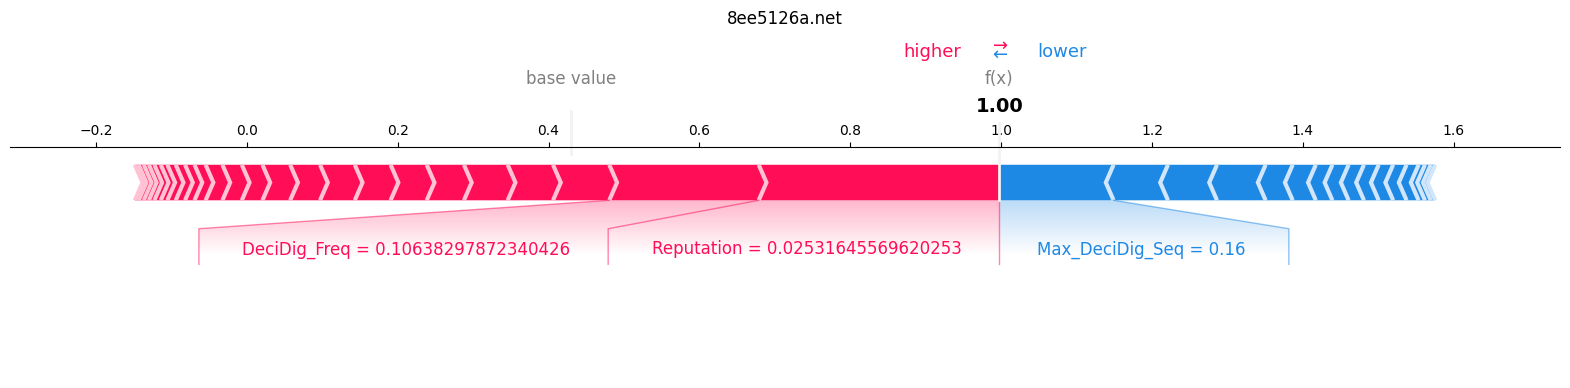 8ee5126a.net
higher → ← lower
base value f(x)
1.00
−0.2 0.0 0.2 0.4 0.6 0.8 1.0 1.2 1.4 1.6
DeciDig_Freq = 0.10638297872340426 Reputation = 0.02531645569620253 Max_DeciDig_Seq = 0.16